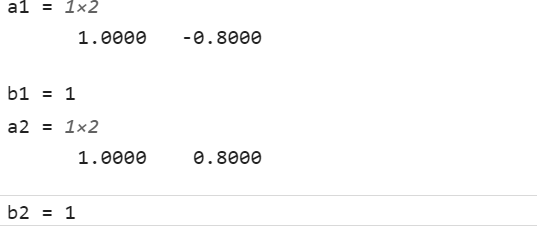 a1 = 1×2
1.0000 -0.8000
b1 = 1
a2 = 1×2
1.0000 0.8000
b2 = 1